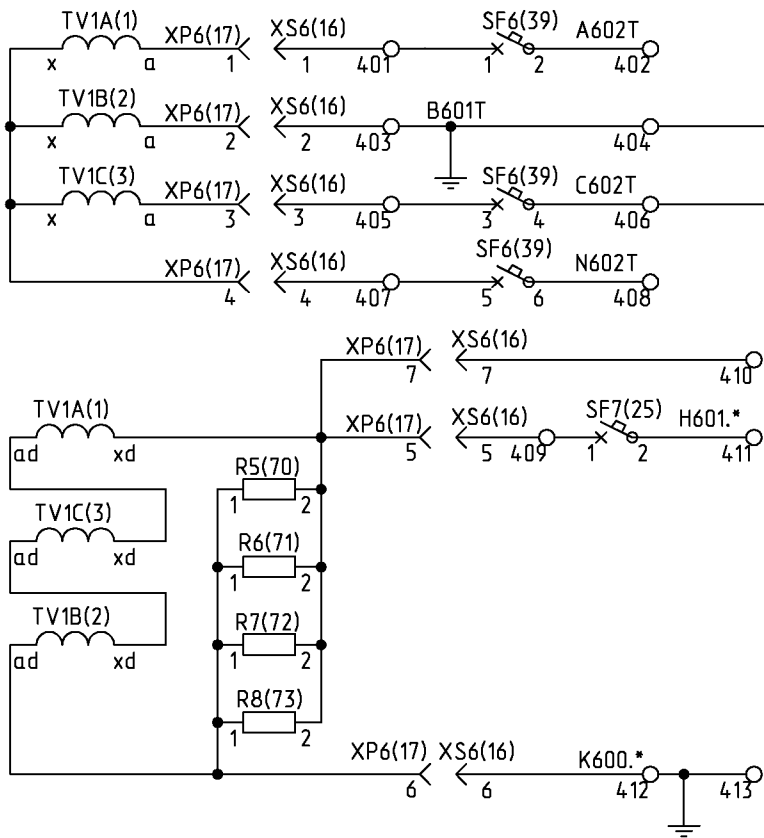 TV1A(1) XP6(17) XS6(16) SF6(39) A602T
x a 1 1 401 1 2 402
TV1B(2) XP6(17) XS6(16) B601T
x a 2 2 403 404
TV1C(3) XP6(17) XS6(16) SF6(39) C602T
x a 3 3 405 3 4 406
XP6(17) XS6(16) SF6(39) N602T
4 4 407 5 6 408
XP6(17) XS6(16)
7 7 410
TV1A(1) XP6(17) XS6(16) SF7(25) H601.*
ad xd 5 5 409 1 2 411
R5(70)
1 2
TV1C(3)
ad xd
R6(71)
1 2
TV1B(2) R7(72)
ad xd 1 2
R8(73)
1 2
XP6(17) XS6(16) K600.*
6 6 412 413